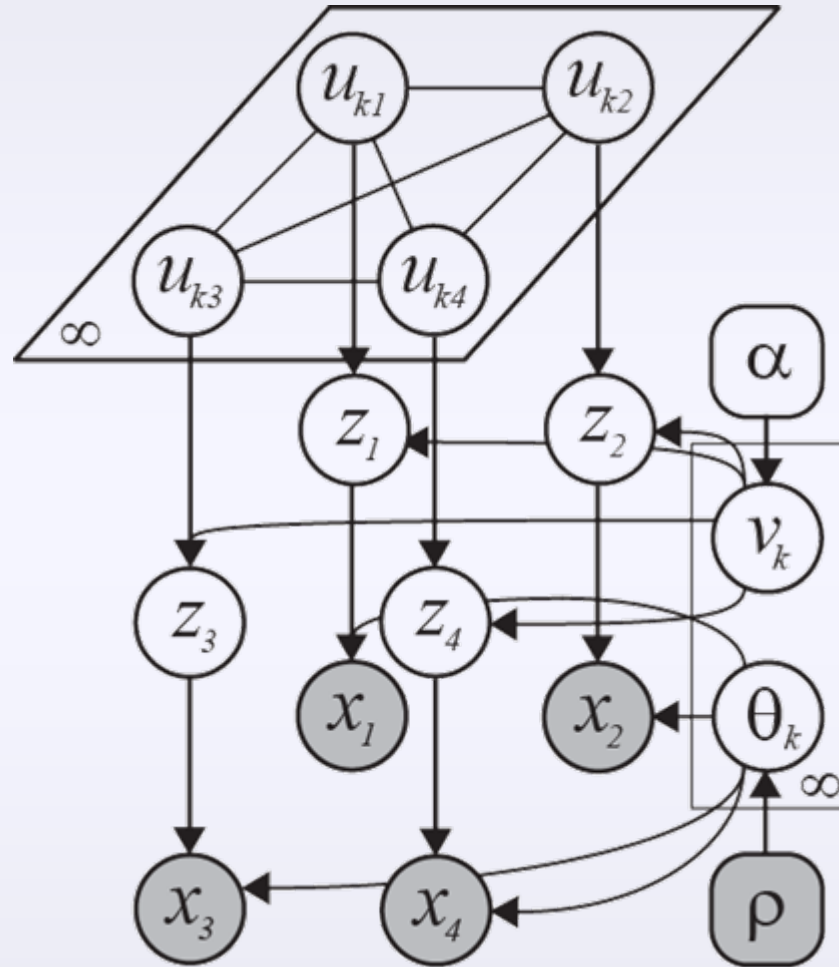 u_k1 u_k2
u_k3 u_k4
∞ α
z_1 z_2
v_k
z_3 z_4
x_1 x_2 θ_k
∞
x_3 x_4 ρ